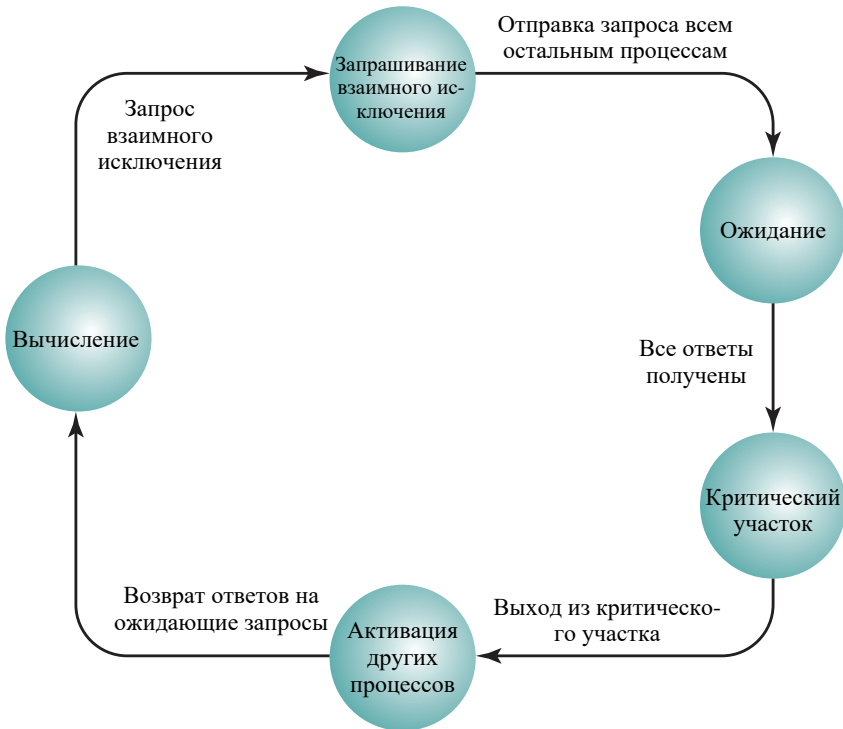 Отправка запроса всем
остальным процессам
Запрашивание
взаимного ис-
ключения
Запрос
взаимного
исключения
Ожидание
Вычисление
Все ответы
получены
Критический
участок
Возврат ответов на
ожидающие запросы
Активация
других
процессов
Выход из критическо-
го участка